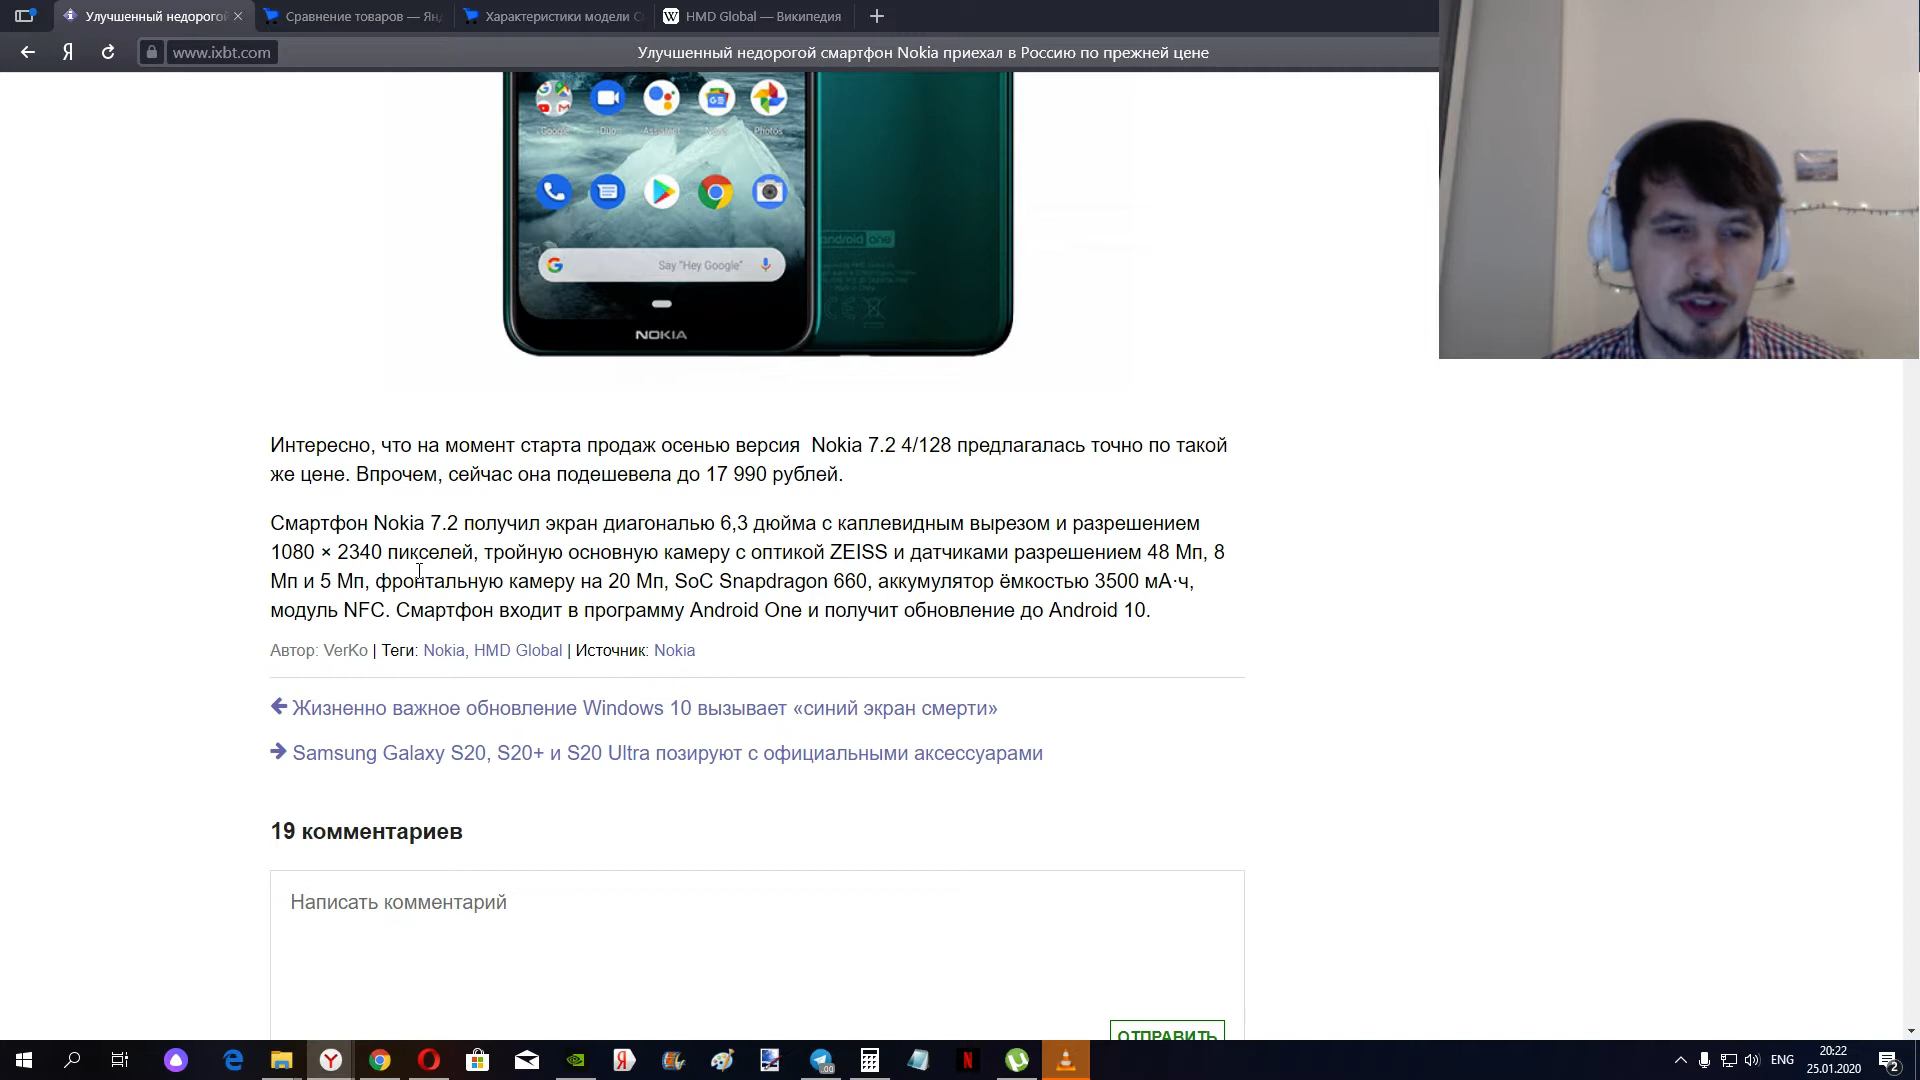 Улучшенный недорогой
Сравнение товаров — Янд
Характеристики модели С
HMD Global — Википедия
www.ixbt.com
Улучшенный недорогой смартфон Nokia приехал в Россию по прежней цене
Google
Duo
Assistant
News
Photos
Say "Hey Google"
NOKIA
android one
Интересно, что на момент старта продаж осенью версия Nokia 7.2 4/128 предлагалась точно по такой
же цене. Впрочем, сейчас она подешевела до 17 990 рублей.
Смартфон Nokia 7.2 получил экран диагональю 6,3 дюйма с каплевидным вырезом и разрешением
1080 × 2340 пикселей, тройную основную камеру с оптикой ZEISS и датчиками разрешением 48 Мп, 8
Мп и 5 Мп, фронтальную камеру на 20 Мп, SoC Snapdragon 660, аккумулятор ёмкостью 3500 мА·ч,
модуль NFC. Смартфон входит в программу Android One и получит обновление до Android 10.
Автор: VerKo | Теги: Nokia, HMD Global | Источник: Nokia
Жизненно важное обновление Windows 10 вызывает «синий экран смерти»
Samsung Galaxy S20, S20+ и S20 Ultra позируют с официальными аксессуарами
19 комментариев
Написать комментарий
ОТПРАВИТЬ
ENG
20:22
25.01.2020
2